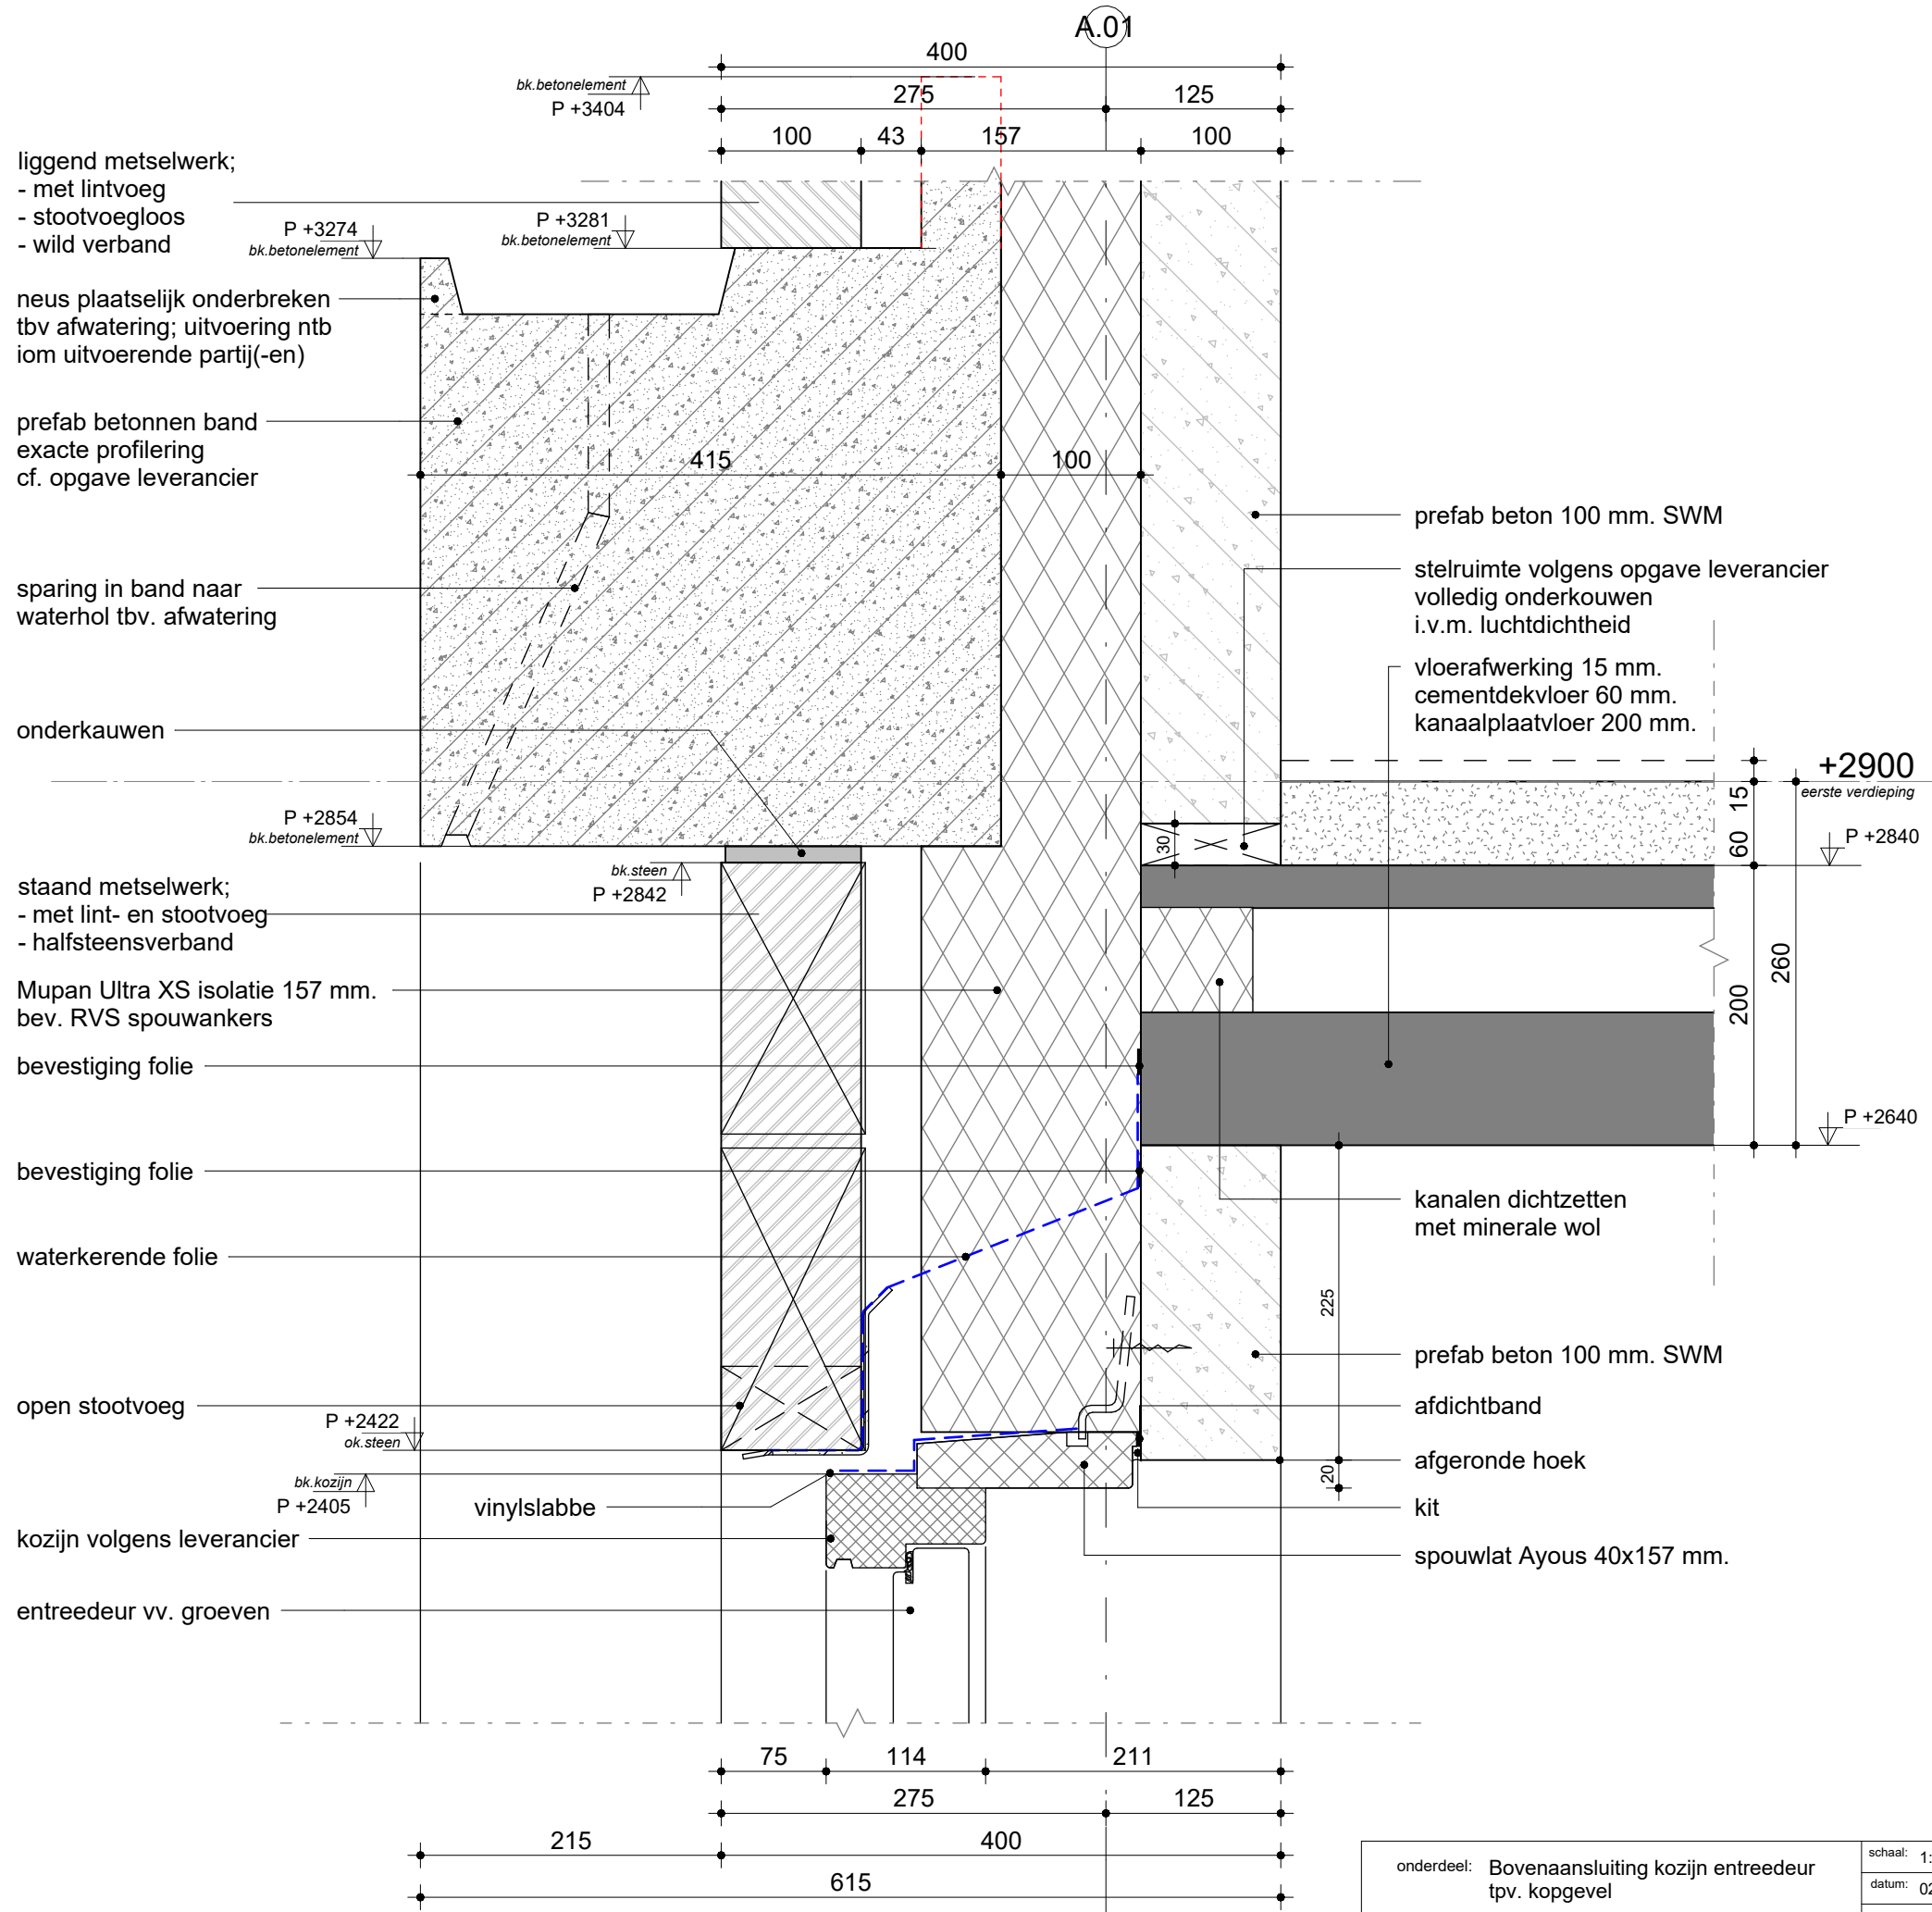 A.01
400
bk.betonelement
P +3404
275
125
100
43
157
100
liggend metselwerk;
- met lintvoeg
- stootvoegloos
- wild verband
P +3274
bk.betonelement
P +3281
bk.betonelement
neus plaatselijk onderbreken
tbv afwatering; uitvoering ntb
iom uitvoerende partij(-en)
prefab betonnen band
exacte profilering
cf. opgave leverancier
415
100
prefab beton 100 mm. SWM
sparing in band naar
waterhol tbv. afwatering
stelruimte volgens opgave leverancier
volledig onderkouwen
i.v.m. luchtdichtheid
vloerafwerking 15 mm.
cementdekvloer 60 mm.
kanaalplaatvloer 200 mm.
onderkauwen
+2900
eerste verdieping
15
P +2854
bk.betonelement
30
60
P +2840
bk.steen
P +2842
staand metselwerk;
- met lint- en stootvoeg
- halfsteensverband
Mupan Ultra XS isolatie 157 mm.
bev. RVS spouwankers
200
260
bevestiging folie
P +2640
bevestiging folie
kanalen dichtzetten
met minerale wol
waterkerende folie
225
prefab beton 100 mm. SWM
open stootvoeg
P +2422
ok.steen
afdichtband
afgeronde hoek
20
bk.kozijn
P +2405
vinylslabbe
kit
kozijn volgens leverancier
spouwlat Ayous 40x157 mm.
entreedeur vv. groeven
75
114
211
275
125
215
400
615
onderdeel: Bovenaansluiting kozijn entreedeur
tpv. kopgevel
schaal: 1:
datum: 02